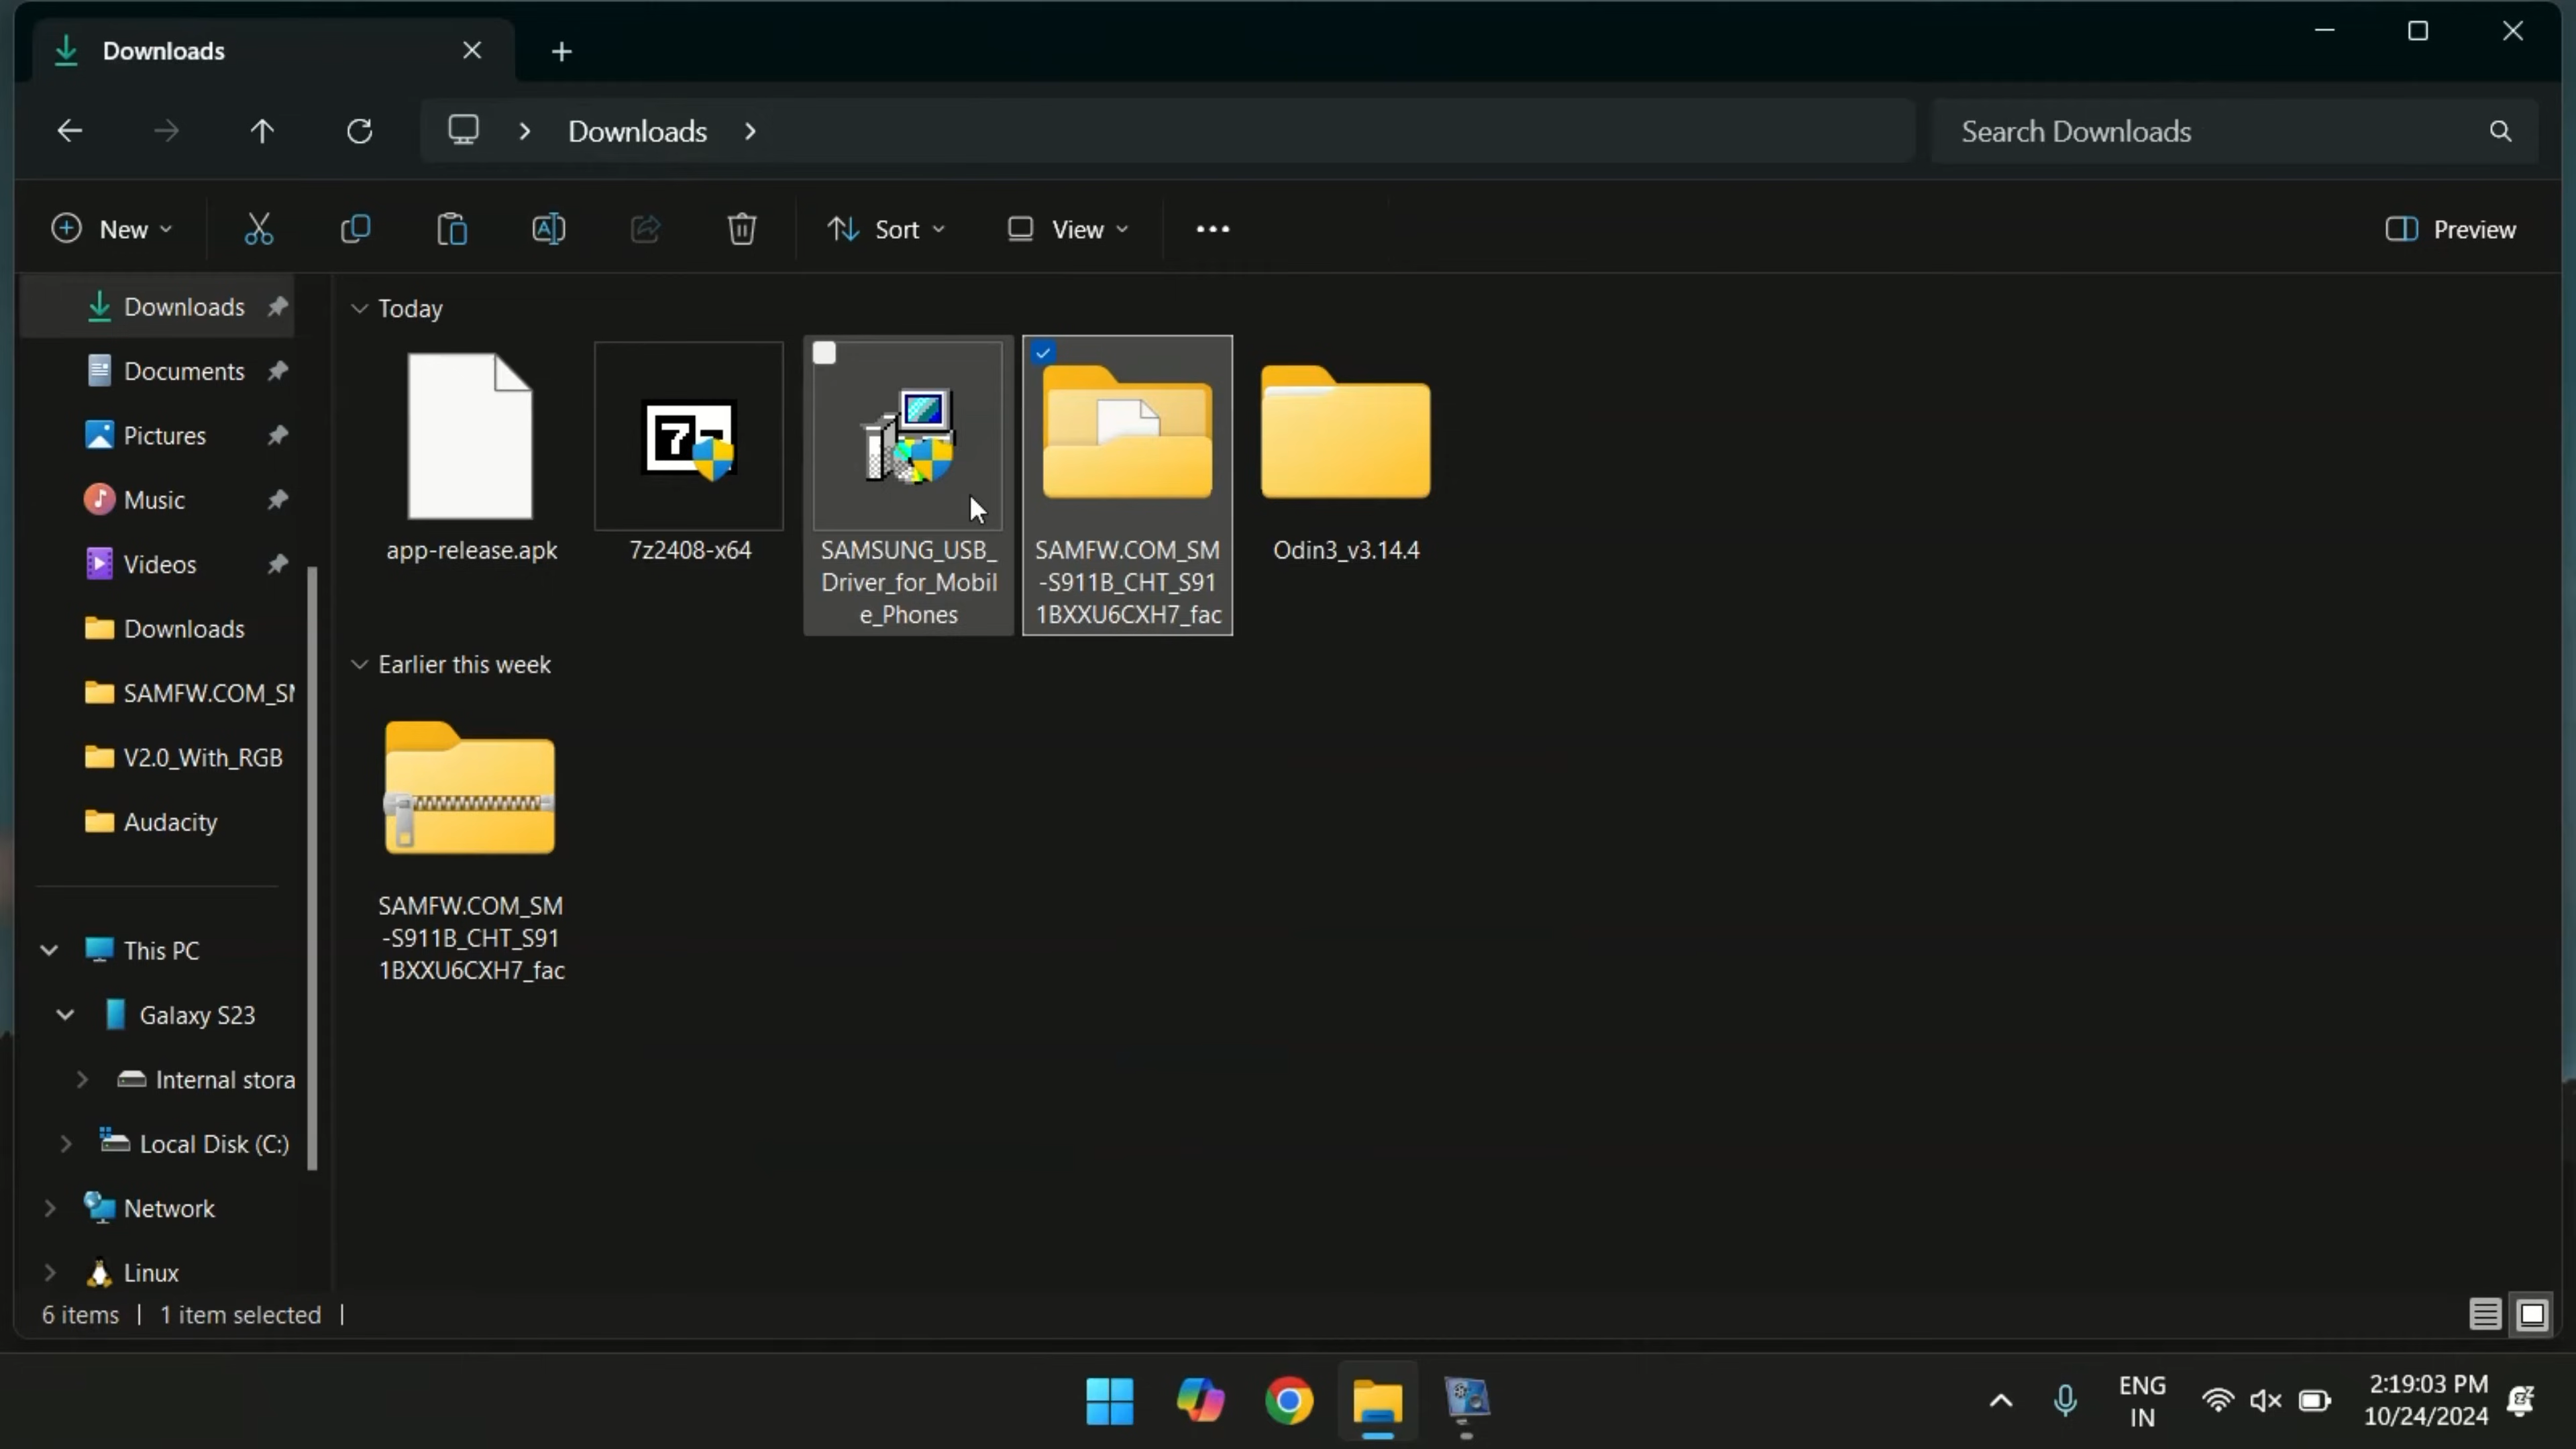 Downloads
Downloads
Search Downloads
New
Sort
View
Preview
Downloads
Documents
Pictures
Music
Videos
Downloads
SAMFW.COM_SM
V2.0_With_RGB
Audacity
This PC
Galaxy S23
Internal stora
Local Disk (C:)
Network
Linux
Today
app-release.apk
7z2408-x64
SAMSUNG_USB_
Driver_for_Mobil
e_Phones
SAMFW.COM_SM
-S911B_CHT_S91
1BXXU6CXH7_fac
Odin3_v3.14.4
Earlier this week
SAMFW.COM_SM
-S911B_CHT_S91
1BXXU6CXH7_fac
6 items
1 item selected
ENG
IN
2:19:03 PM
10/24/2024